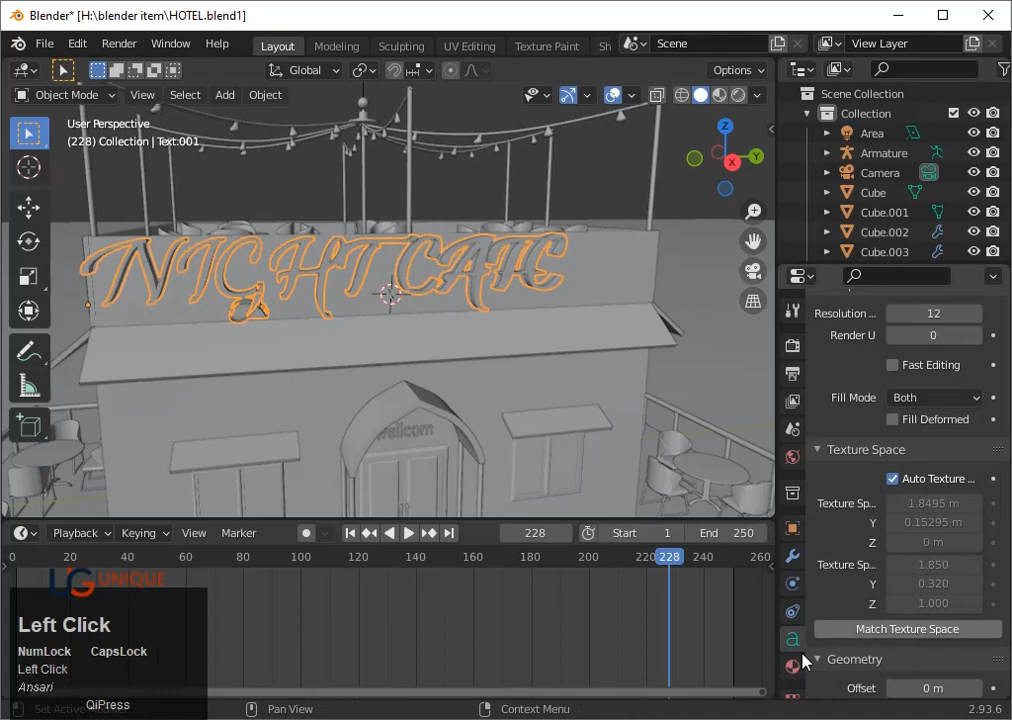 Blender* [H:\blender item\HOTEL.blend1]
File Edit Render Window Help Layout Modeling Sculpting UV Editing Texture Paint Sh Scene View Layer
Global Options
Object Mode View Select Add Object
User Perspective
(228) Collection | Text.001
Z
Y
X
NIGHTCAFE
wellcom
Scene Collection
Collection
Area
Armature
Camera
Cube
Cube.001
Cube.002
Cube.003
Resolution ... 12
Render U 0
Fast Editing
Fill Mode Both
Fill Deformed
Texture Space
Auto Texture ...
Texture Sp... 1.8495 m
Y 0.15295 m
Z 0 m
Texture Sp... 1.850
Y 0.320
Z 1.000
Match Texture Space
Geometry
Offset 0 m
Playback Keying View Marker 228 Start 1 End 250
0 20 40 60 80 100 120 140 160 180 200 220 228 240 260
LG UNIQUE
Left Click
NumLock CapsLock
Left Click
Ansari
QiPress
Set Active Modifier Pan View Context Menu 2.93.6